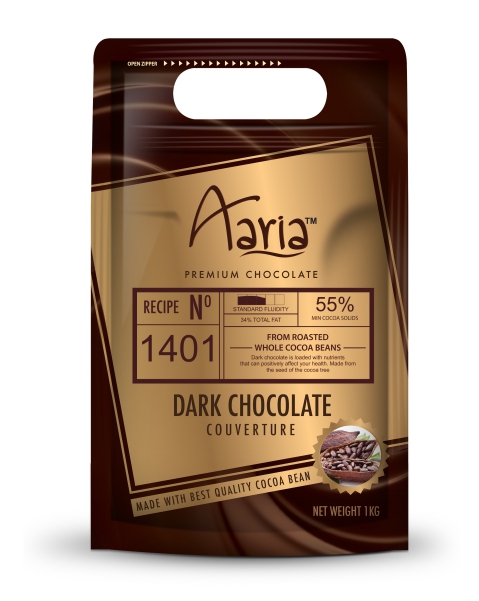 OPEN ZIPPER
Aaria™
PREMIUM CHOCOLATE
RECIPE Nº
1401
STANDARD FLUIDITY
34% TOTAL FAT
55%
MIN COCOA SOLIDS
FROM ROASTED
WHOLE COCOA BEANS
Dark chocolate is loaded with nutrients
that can positively affect your health. Made from
the seed of the cocoa tree
DARK CHOCOLATE
COUVERTURE
MADE WITH BEST QUALITY COCOA BEAN
NET WEIGHT 1KG